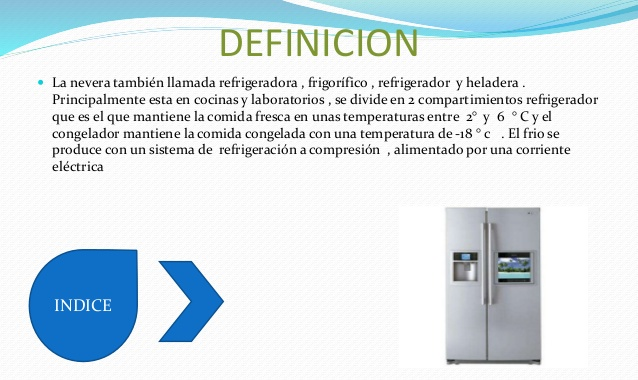 DEFINICION
La nevera también llamada refrigeradora , frigorífico , refrigerador y heladera .
Principalmente esta en cocinas y laboratorios , se divide en 2 compartimientos refrigerador
que es el que mantiene la comida fresca en unas temperaturas entre 2° y 6 ° C y el
congelador mantiene la comida congelada con una temperatura de -18 ° c . El frio se
produce con un sistema de refrigeración a compresión , alimentado por una corriente
eléctrica
INDICE